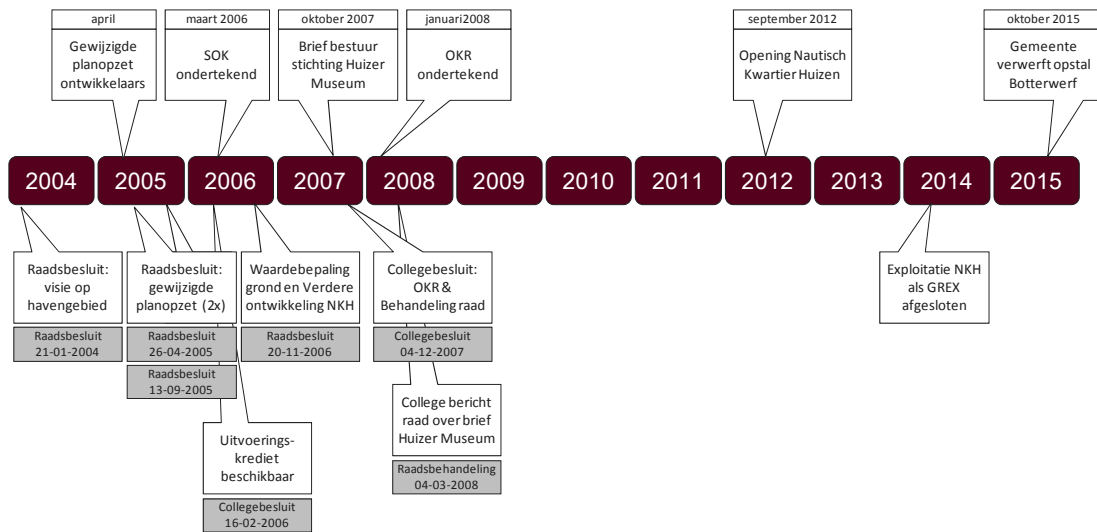 april
Gewijzigde
planopzet
ontwikkelaars
maart 2006
SOK
ondertekend
oktober 2007
Brief bestuur
stichting Huizer
Museum
januari2008
OKR
ondertekend
september 2012
Opening Nautisch
Kwartier Huizen
oktober 2015
Gemeente
verwerft opstal
Botterwerf
2004
2005
2006
2007
2008
2009
2010
2011
2012
2013
2014
2015
Raadsbesluit:
visie op
havengebied
Raadsbesluit
21-01-2004
Raadsbesluit:
gewijzigde
planopzet (2x)
Raadsbesluit
26-04-2005
Raadsbesluit
13-09-2005
Waardebepaling
grond en Verdere
ontwikkeling NKH
Raadsbesluit
20-11-2006
Collegebesluit:
OKR &
Behandeling raad
Collegebesluit
04-12-2007
Exploitatie NKH
als GREX
afgesloten
Uitvoerings-
krediet
beschikbaar
Collegebesluit
16-02-2006
College bericht
raad over brief
Huizer Museum
Raadsbehandeling
04-03-2008